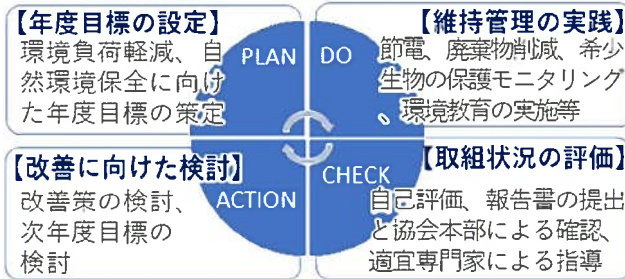 【年度目標の設定】
環境負荷軽減、自
然環境保全に向け
た年度目標の策定
PLAN
DO
【維持管理の実践】
節電、廃棄物削減、希少
生物の保護モニタリング
、環境教育の実施等
【改善に向けた検討】
改善策の検討、
次年度目標の
検討
ACTION
CHECK
【取組状況の評価】
自己評価、報告書の提出
と協会本部による確認、
適宜専門家による指導